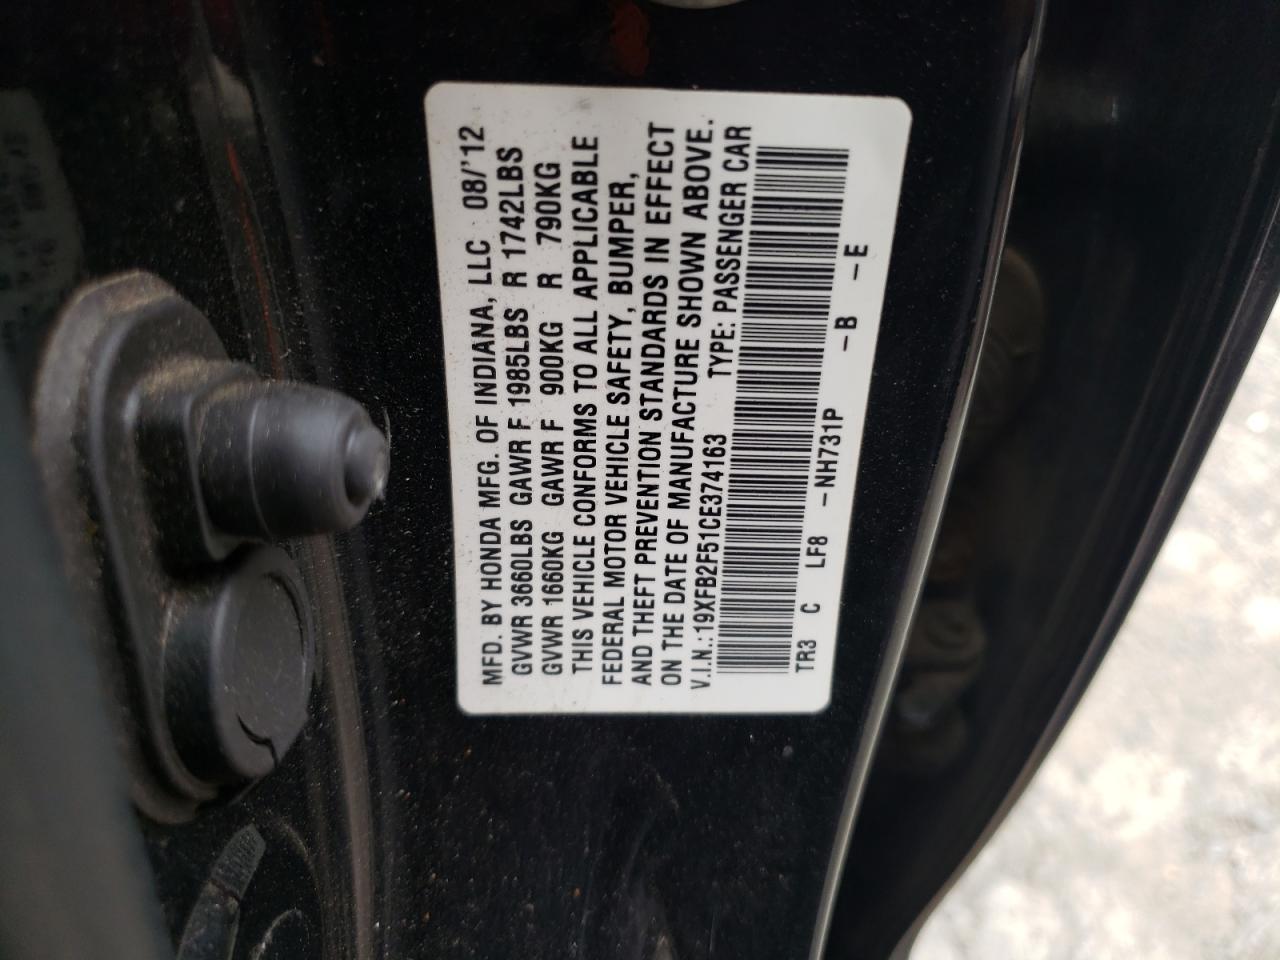 MFD. BY HONDA MFG. OF INDIANA, LLC 08/'12
GVWR 3660LBS GAWR F 1985LBS R 1742LBS
GVWR 1660KG GAWR F 900KG R 790KG
THIS VEHICLE CONFORMS TO ALL APPLICABLE
FEDERAL MOTOR VEHICLE SAFETY, BUMPER,
AND THEFT PREVENTION STANDARDS IN EFFECT
ON THE DATE OF MANUFACTURE SHOWN ABOVE.
V.I.N.:19XFB2F51CE374163 TYPE: PASSENGER CAR
TR3 C LF8 -NH731P -B -E